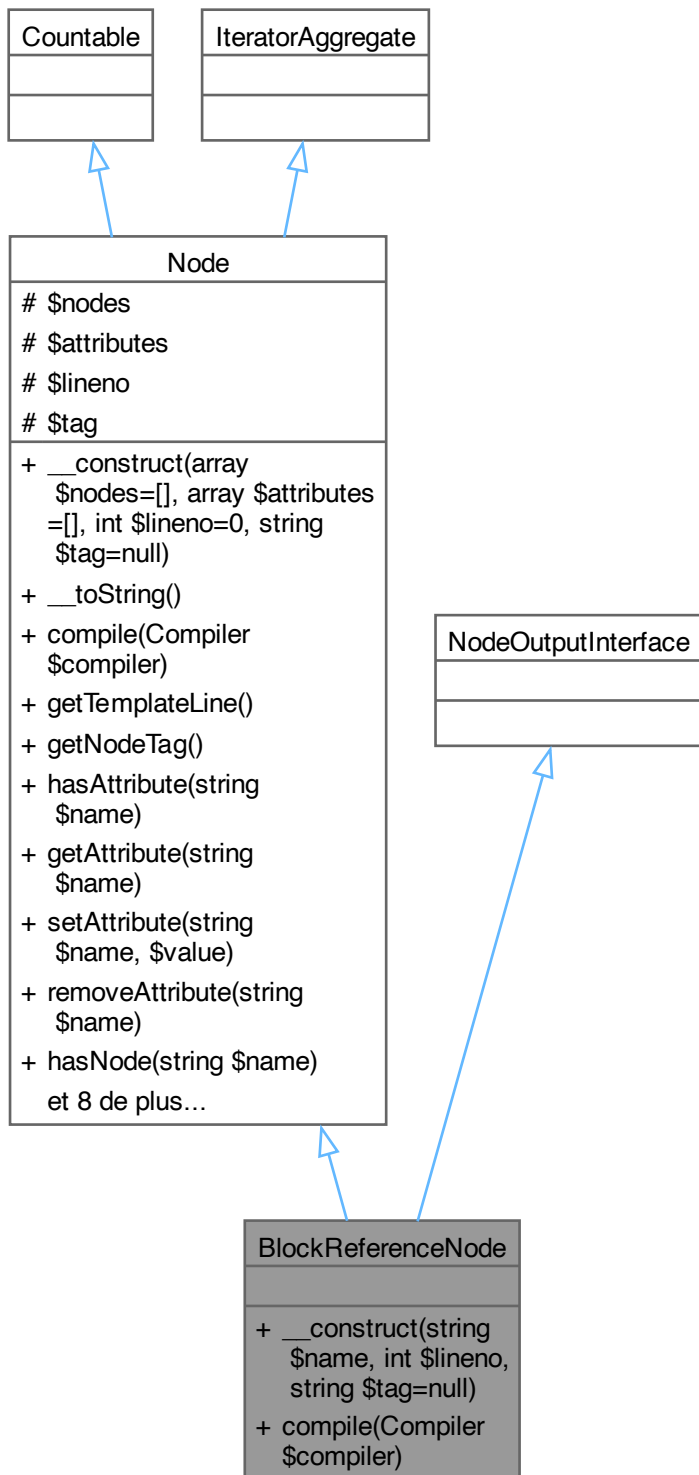 Countable
IteratorAggregate
Node
# $nodes
# $attributes
# $lineno
# $tag
+ __construct(array
$nodes=[], array $attributes
=[], int $lineno=0, string
$tag=null)
+ __toString()
+ compile(Compiler
$compiler)
+ getTemplateLine()
+ getNodeTag()
+ hasAttribute(string
$name)
+ getAttribute(string
$name)
+ setAttribute(string
$name, $value)
+ removeAttribute(string
$name)
+ hasNode(string $name)
et 8 de plus...
NodeOutputInterface
BlockReferenceNode
+ __construct(string
$name, int $lineno,
string $tag=null)
+ compile(Compiler
$compiler)